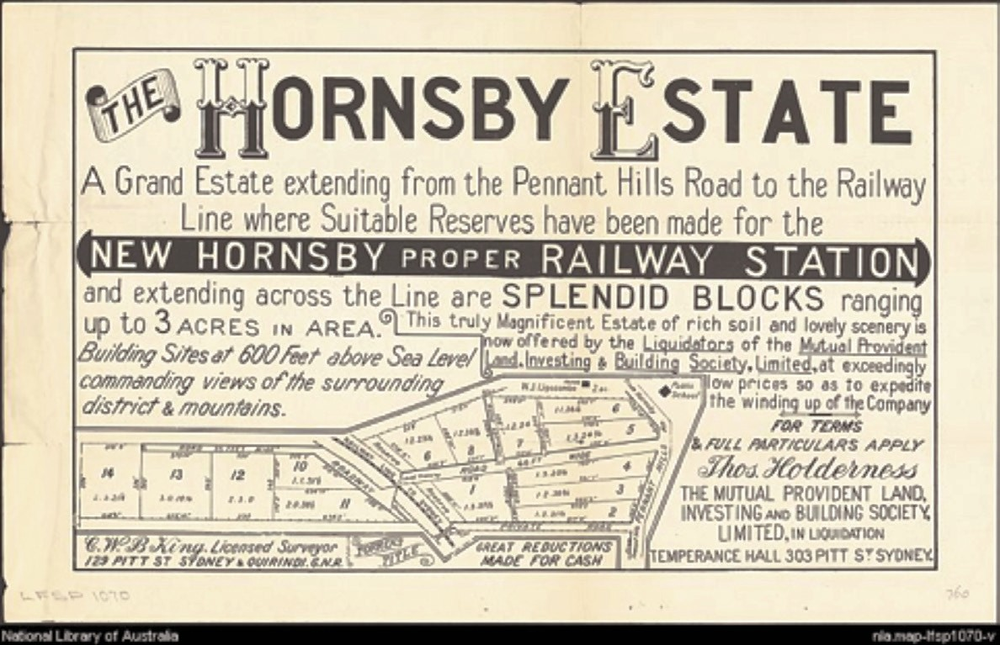 THE HORNSBY ESTATE
A Grand Estate extending from the Pennant Hills Road to the Railway
Line where Suitable Reserves have been made for the
NEW HORNSBY PROPER RAILWAY STATION
and extending across the Line are SPLENDID BLOCKS ranging
up to 3 ACRES IN AREA.
This truly Magnificent Estate of rich soil and lovely scenery is
now offered by the Liquidators of the Mutual Provident
Land, Investing & Building Society, Limited, at exceedingly
low prices so as to expedite
the winding up of the Company
Building Sites at 600 Feet above Sea Level
commanding views of the surrounding
district & mountains.
FOR TERMS
& FULL PARTICULARS APPLY
Thos. Holderness
THE MUTUAL PROVIDENT LAND,
INVESTING AND BUILDING SOCIETY,
LIMITED, IN LIQUIDATION
TEMPERANCE HALL 303 PITT ST SYDNEY.
Public
School
6
5
7
8
6
ROAD
WIDE
4
3
2
1
PRIVATE
PENNANT HILLS
14
13
12
10
11
RAILWAY
C. W. B. King, Licensed Surveyor
129 PITT ST SYDNEY & QUIRINDI, G.N.R.
TORRENS
TITLE
GREAT REDUCTIONS
MADE FOR CASH
LFSP 1070
360
National Library of Australia
nla.map-lfsp1070-v